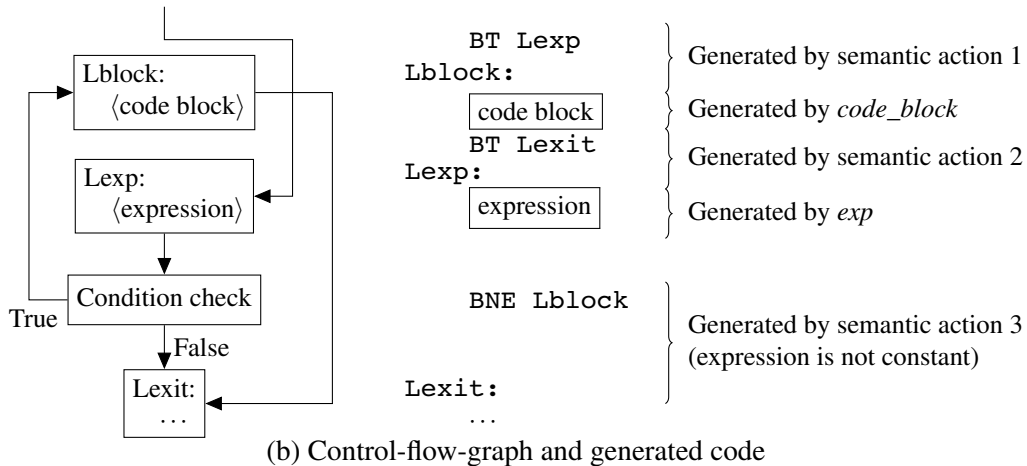 Lblock:
⟨code block⟩
Lexp:
⟨expression⟩
Condition check
True
False
Lexit:
...
BT Lexp
Lblock:
code block
BT Lexit
Lexp:
expression
BNE Lblock
Lexit:
...
Generated by semantic action 1
Generated by code_block
Generated by semantic action 2
Generated by exp
Generated by semantic action 3
(expression is not constant)
(b) Control-flow-graph and generated code